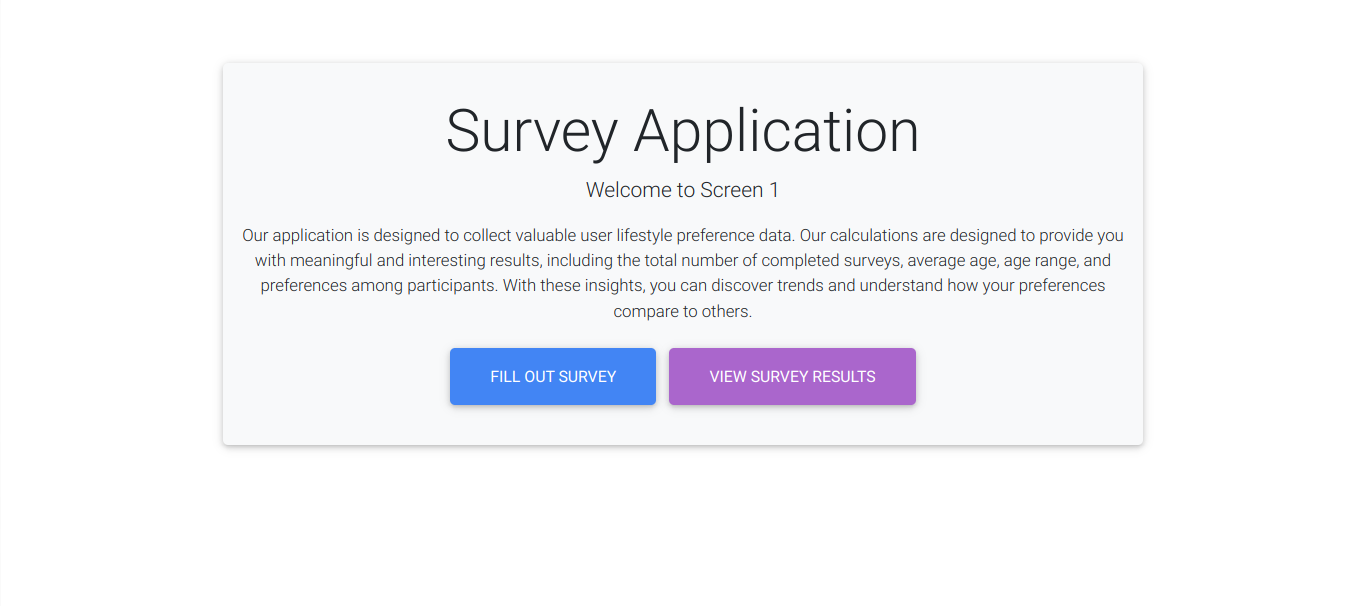 Survey Application
Welcome to Screen 1
Our application is designed to collect valuable user lifestyle preference data. Our calculations are designed to provide you
with meaningful and interesting results, including the total number of completed surveys, average age, age range, and
preferences among participants. With these insights, you can discover trends and understand how your preferences
compare to others.
FILL OUT SURVEY
VIEW SURVEY RESULTS